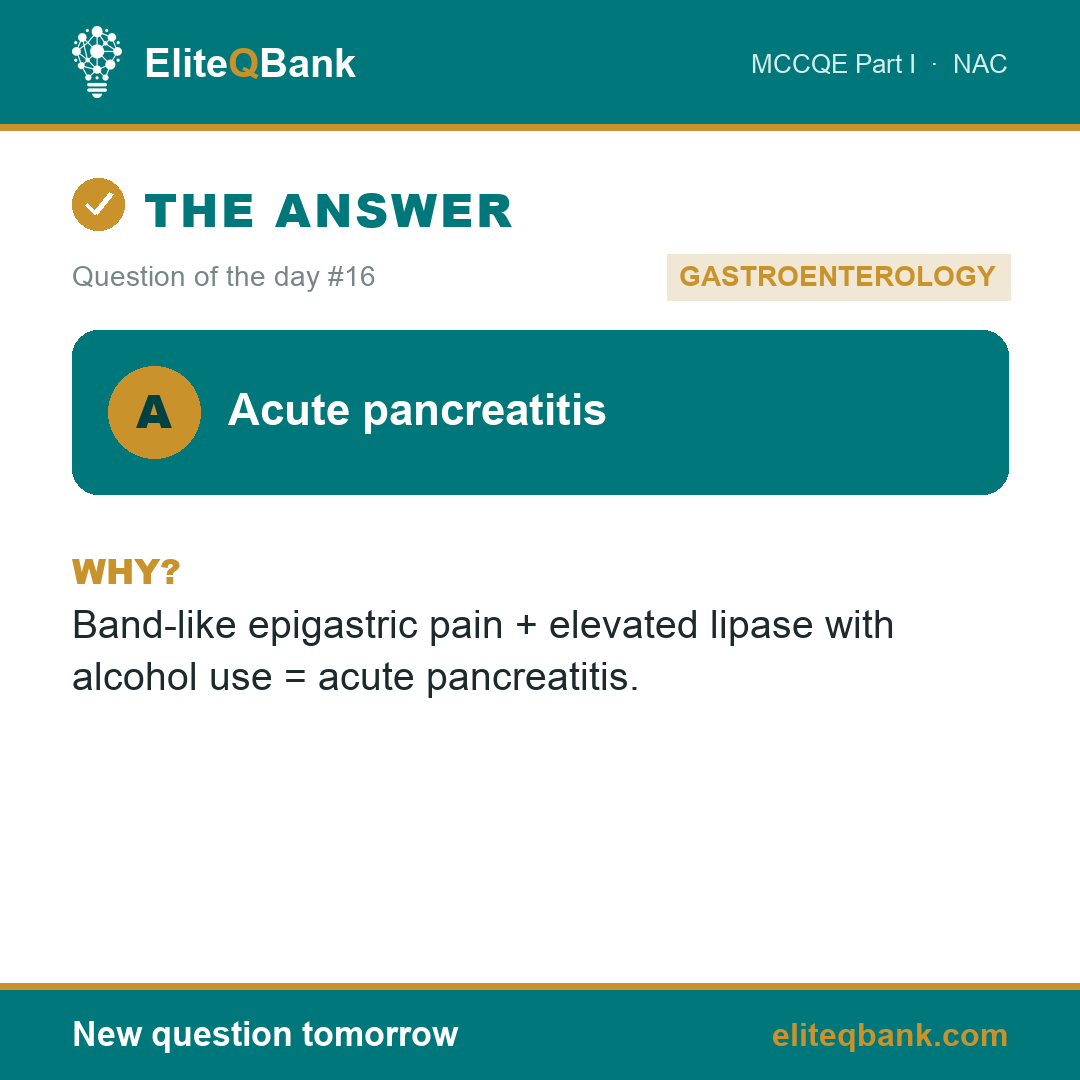 EliteQBank
MCCQE Part I · NAC
THE ANSWER
Question of the day #16
GASTROENTEROLOGY
A
Acute pancreatitis
WHY?
Band-like epigastric pain + elevated lipase with
alcohol use = acute pancreatitis.
New question tomorrow
eliteqbank.com